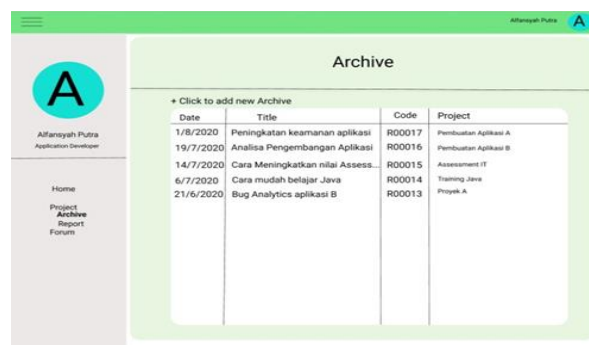 Alfansyah Putra
A
Archive
A
Alfansyah Putra
Application Developer
Home
Project
Archive
Report
Forum
+ Click to add new Archive
Date Title Code Project
1/8/2020 Peningkatan keamanan aplikasi R00017 Pembuatan Aplikasi A
19/7/2020 Analisa Pengembangan Aplikasi R00016 Pembuatan Aplikasi B
14/7/2020 Cara Meningkatkan nilai Assess... R00015 Assessment IT
6/7/2020 Cara mudah belajar Java R00014 Training Java
21/6/2020 Bug Analytics aplikasi B R00013 Proyek A